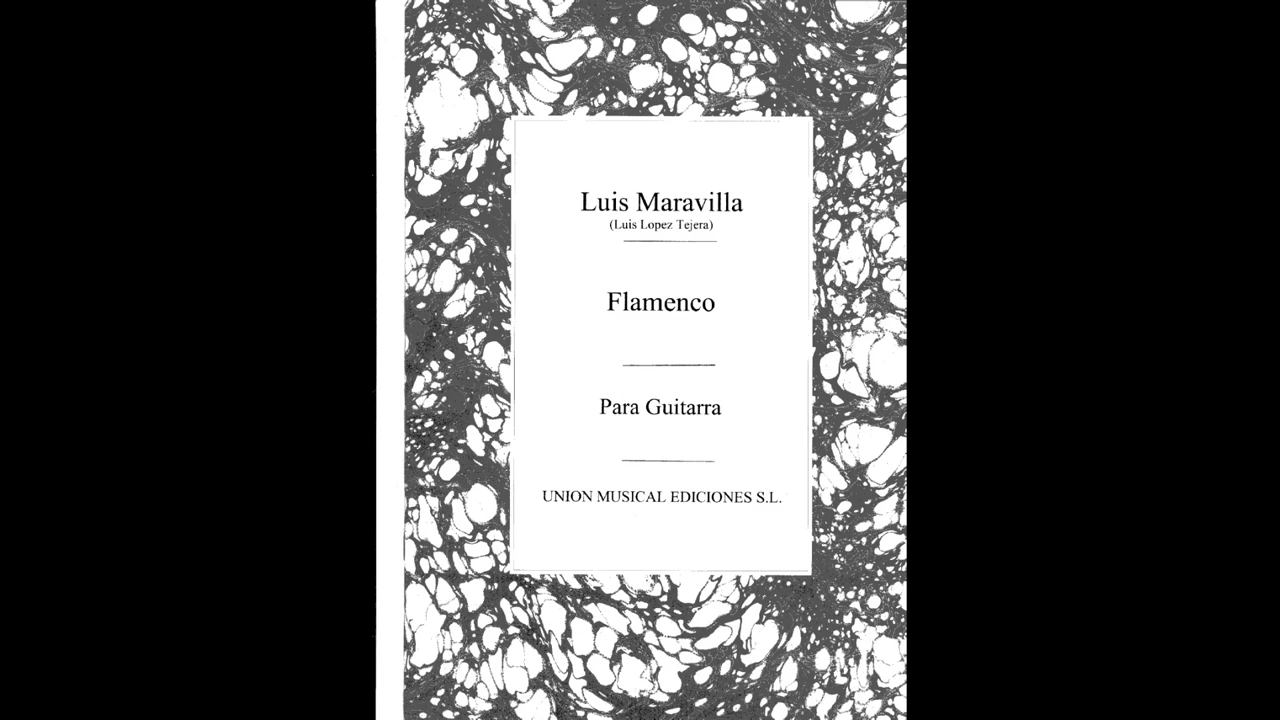 Luis Maravilla
(Luis Lopez Tejera)
Flamenco
Para Guitarra
UNION MUSICAL EDICIONES S.L.